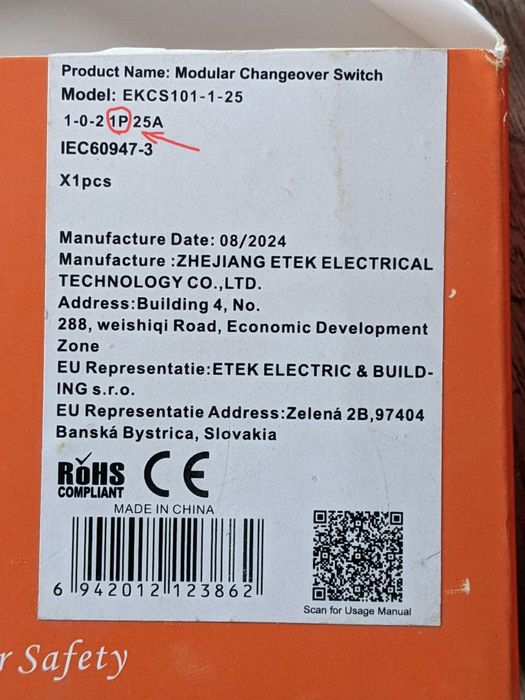 Product Name: Modular Changeover Switch
Model: EKCS101-1-25
1-0-2 1P 25A
IEC60947-3
X1pcs
Manufacture Date: 08/2024
Manufacture :ZHEJIANG ETEK ELECTRICAL
TECHNOLOGY CO.,LTD.
Address:Building 4, No.
288, weishiqi Road, Economic Development
Zone
EU Representatie:ETEK ELECTRIC & BUILD-
ING s.r.o.
EU Representatie Address:Zelená 2B,97404
Banská Bystrica, Slovakia
RoHS
COMPLIANT
CE
MADE IN CHINA
6 942012 123862
Scan for Usage Manual
r Safety